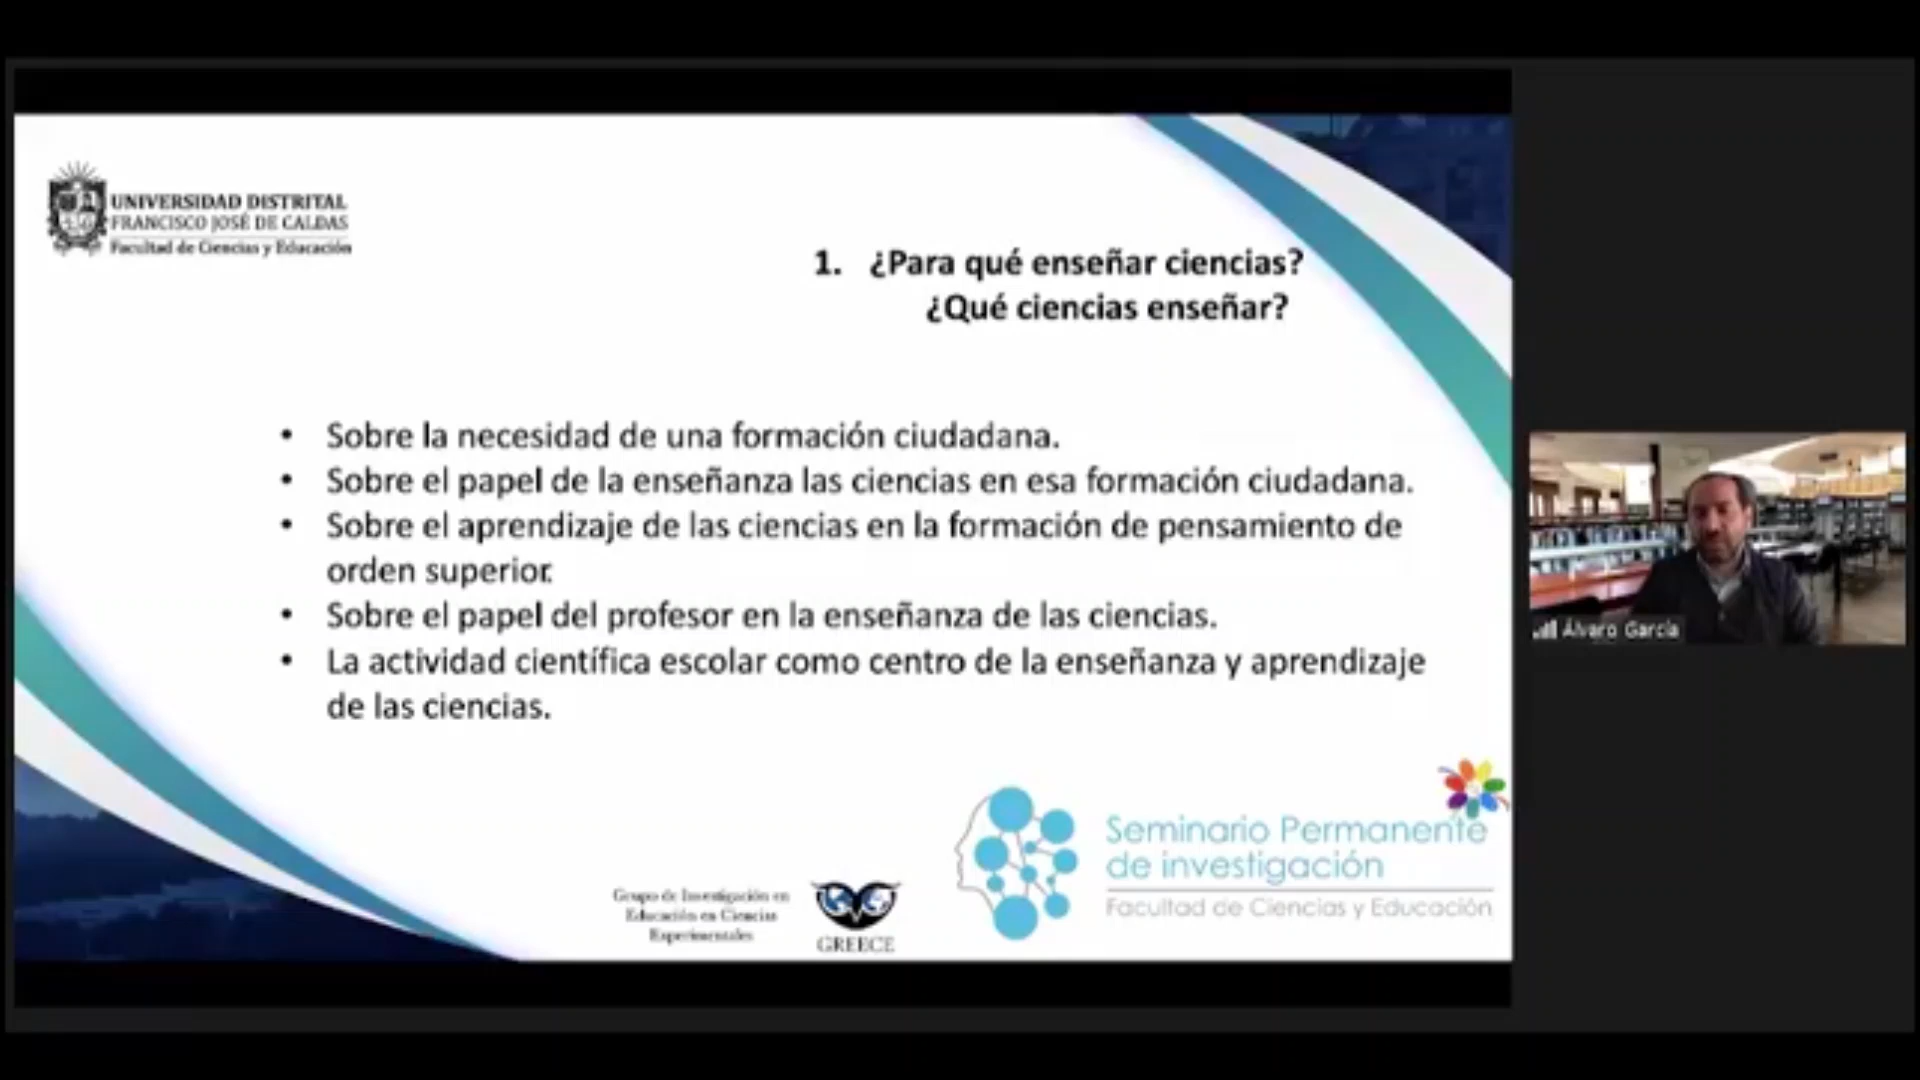 UNIVERSIDAD DISTRITAL
FRANCISCO JOSÉ DE CALDAS
Facultad de Ciencias y Educación
1. ¿Para qué enseñar ciencias?
¿Qué ciencias enseñar?
• Sobre la necesidad de una formación ciudadana.
• Sobre el papel de la enseñanza las ciencias en esa formación ciudadana.
• Sobre el aprendizaje de las ciencias en la formación de pensamiento de
orden superior.
• Sobre el papel del profesor en la enseñanza de las ciencias.
• La actividad científica escolar como centro de la enseñanza y aprendizaje
de las ciencias.
Grupo de Investigación en
Educación en Ciencias
Experimentales
GREECE
Seminario Permanente
de investigación
Facultad de Ciencias y Educación
Álvaro García